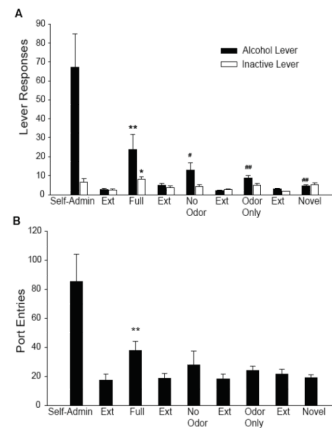 A
Lever Responses
90
80
70
60
50
40
30
20
10
0
Alcohol Lever
Inactive Lever
**
*
#
##
##
Self-Admin Ext Full Ext No Odor Ext Odor Only Ext Novel
B
Port Entries
120
100
80
60
40
20
0
**
Self-Admin Ext Full Ext No Odor Ext Odor Only Ext Novel